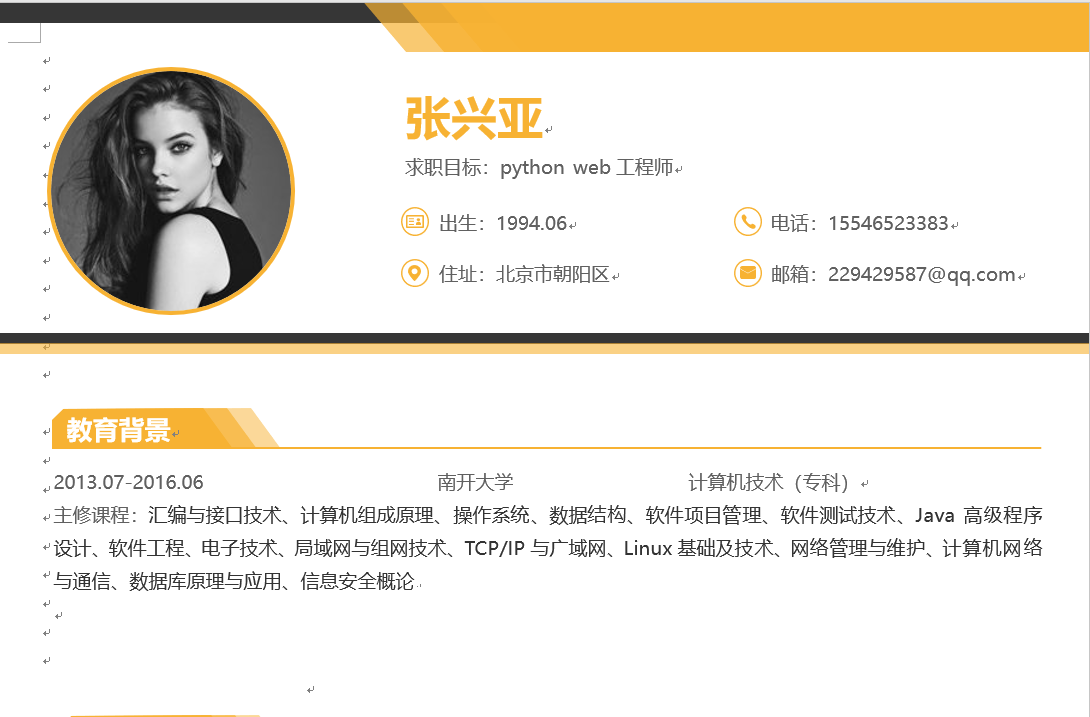 张兴亚
求职目标：python web 工程师
出生：1994.06
电话：15546523383
住址：北京市朝阳区
邮箱：229429587@qq.com
教育背景
2013.07-2016.06 南开大学 计算机技术（专科）
主修课程：汇编与接口技术、计算机组成原理、操作系统、数据结构、软件项目管理、软件测试技术、Java 高级程序
设计、软件工程、电子技术、局域网与组网技术、TCP/IP 与广域网、Linux 基础及技术、网络管理与维护、计算机网络
与通信、数据库原理与应用、信息安全概论